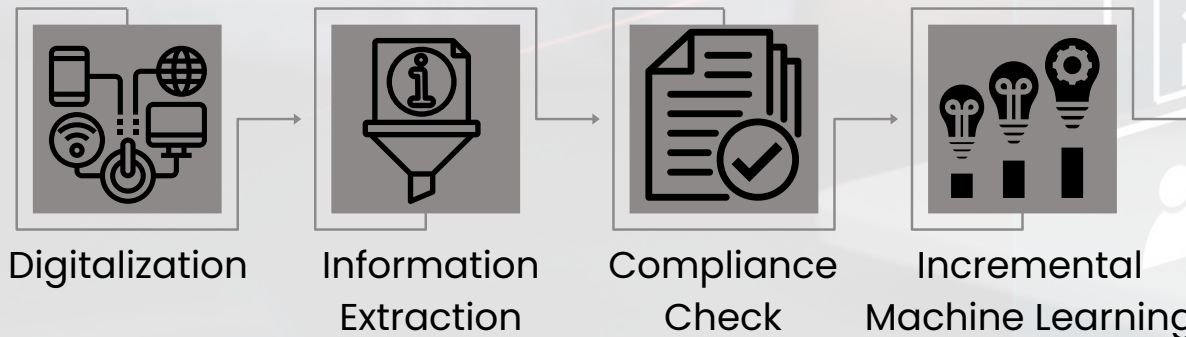 Digitalization
Information
Extraction
Compliance
Check
Incremental
Machine Learning